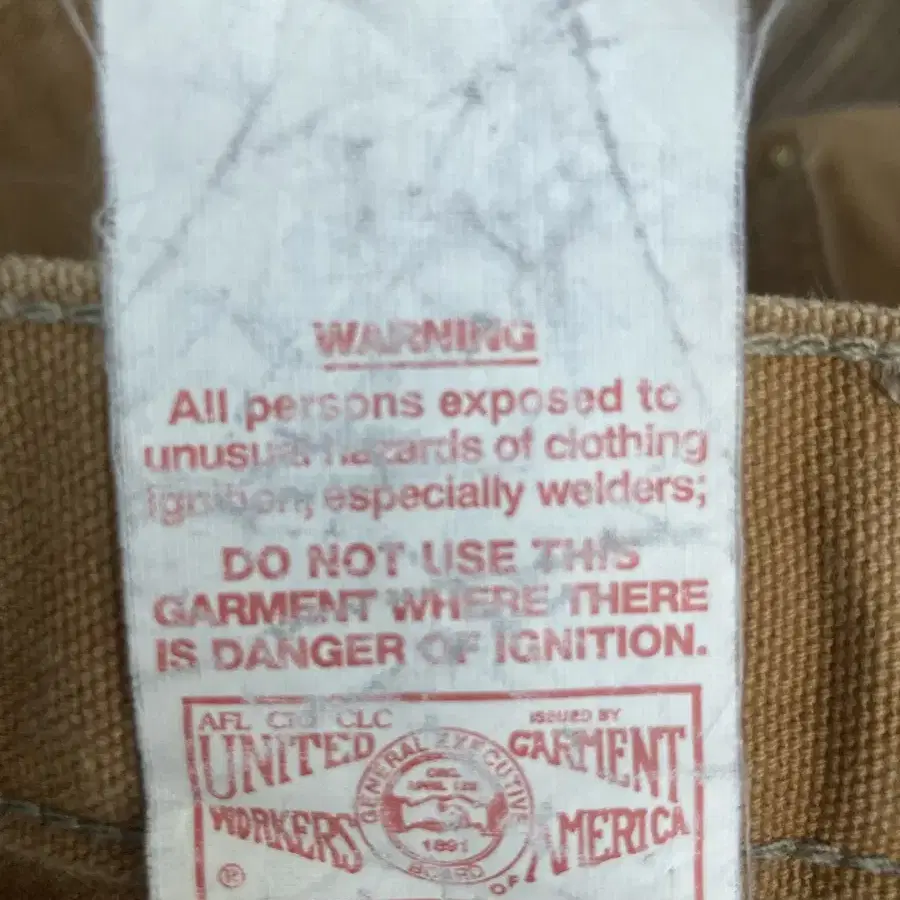 WARNING
All persons exposed to
unusual hazards of clothing
ignition, especially welders;
DO NOT USE THIS
GARMENT WHERE THERE
IS DANGER OF IGNITION.
AFL CIO CLC
ISSUED BY
UNITED GARMENT
WORKERS OF AMERICA
GENERAL EXECUTIVE BOARD
ORG.
1891
®